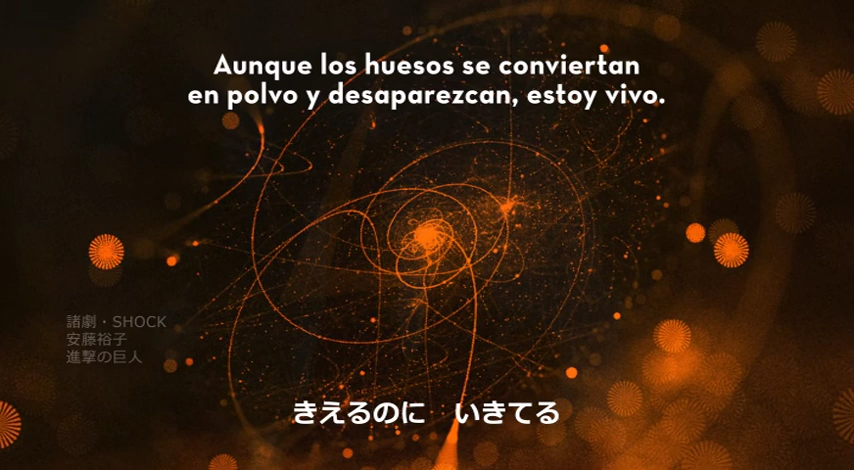 Aunque los huesos se conviertan
en polvo y desaparezcan, estoy vivo.
諸劇・SHOCK
安藤裕子
進撃の巨人
きえるのに　いきてる